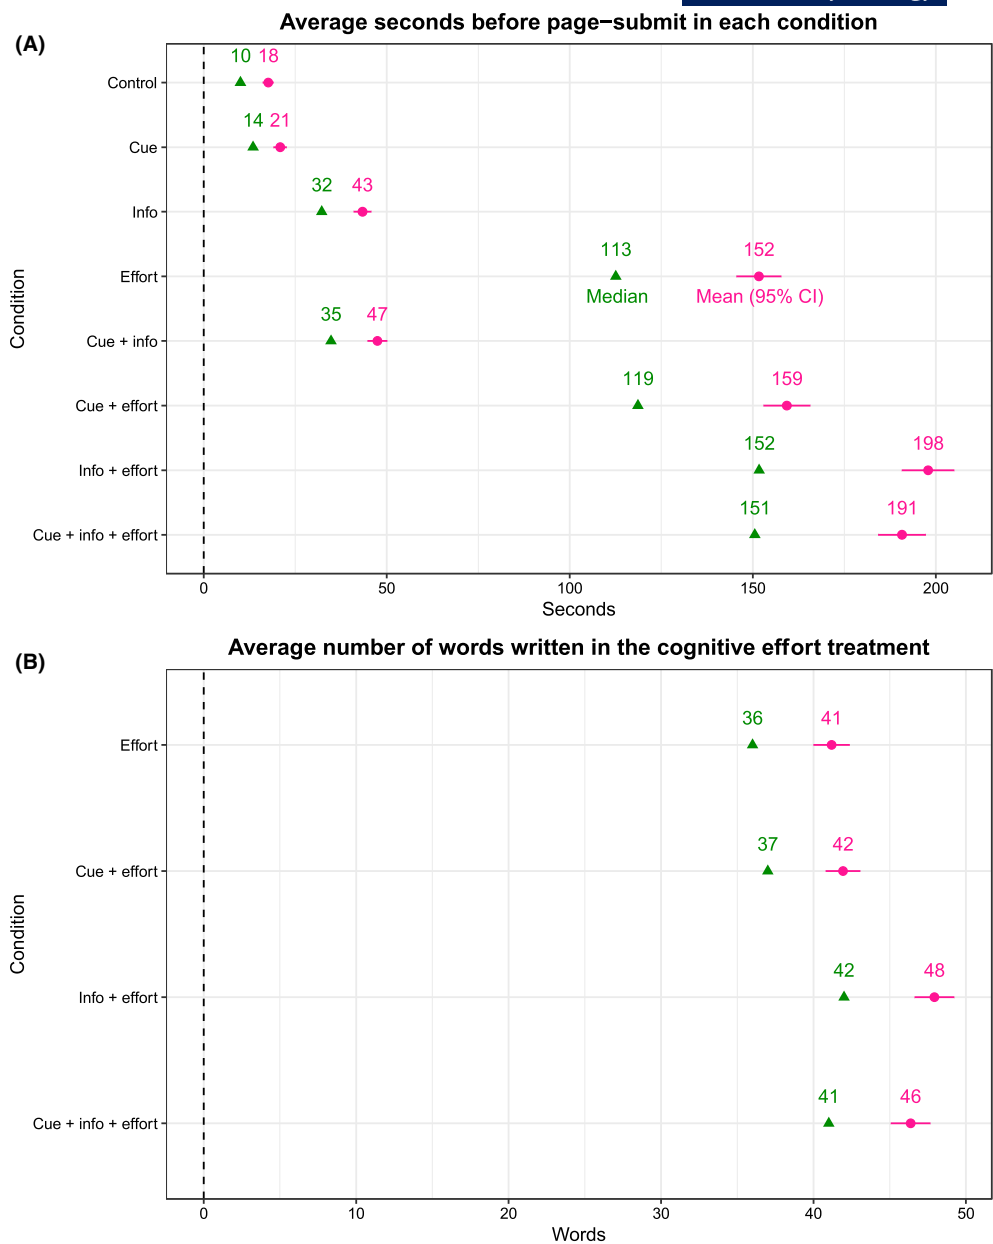 Average seconds before page−submit in each condition
(A)
10 18
Control
14 21
Cue
32 43
Info
113 152
Effort
Median Mean (95% CI)
35 47
Cue + info
119 159
Cue + effort
152 198
Info + effort
151 191
Cue + info + effort
Condition
0 50 100 150 200
Seconds
Average number of words written in the cognitive effort treatment
(B)
36 41
Effort
37 42
Cue + effort
42 48
Info + effort
41 46
Cue + info + effort
Condition
0 10 20 30 40 50
Words